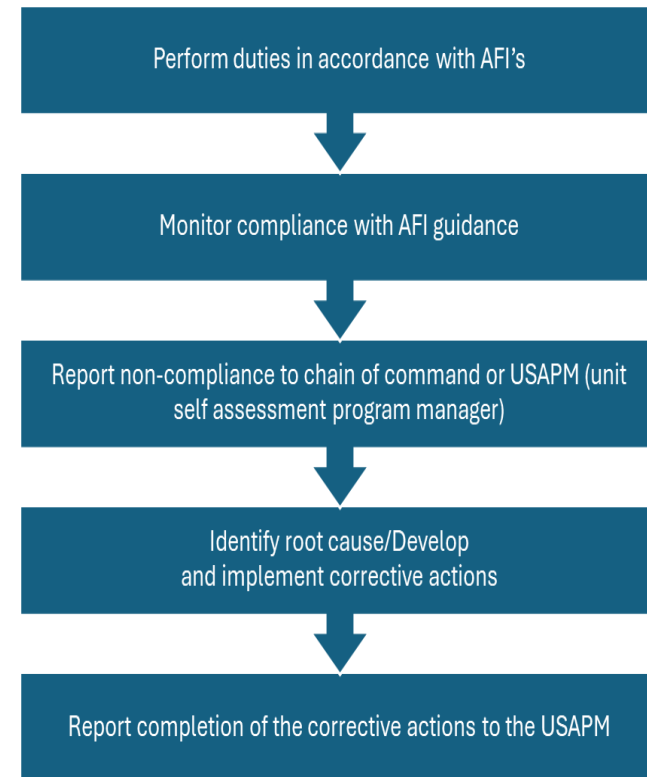 Perform duties in accordance with AFI’s
Monitor compliance with AFI guidance
Report non-compliance to chain of command or USAPM (unit
self assessment program manager)
Identify root cause/Develop
and implement corrective actions
Report completion of the corrective actions to the USAPM